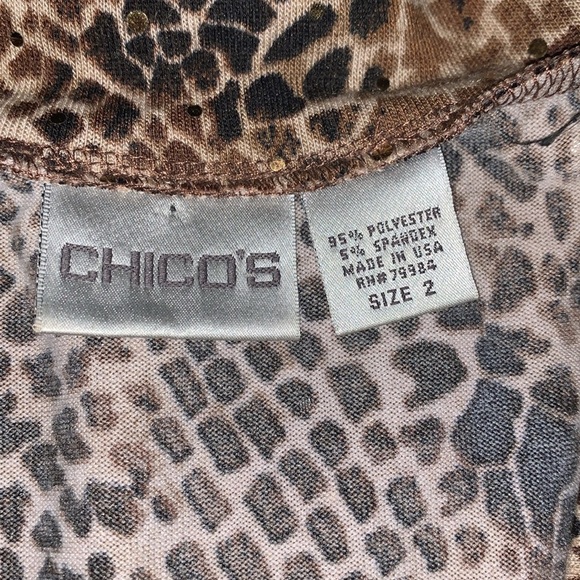 CHICO'S
95% POLYESTER
5% SPANDEX
MADE IN USA
RN#79984
SIZE 2